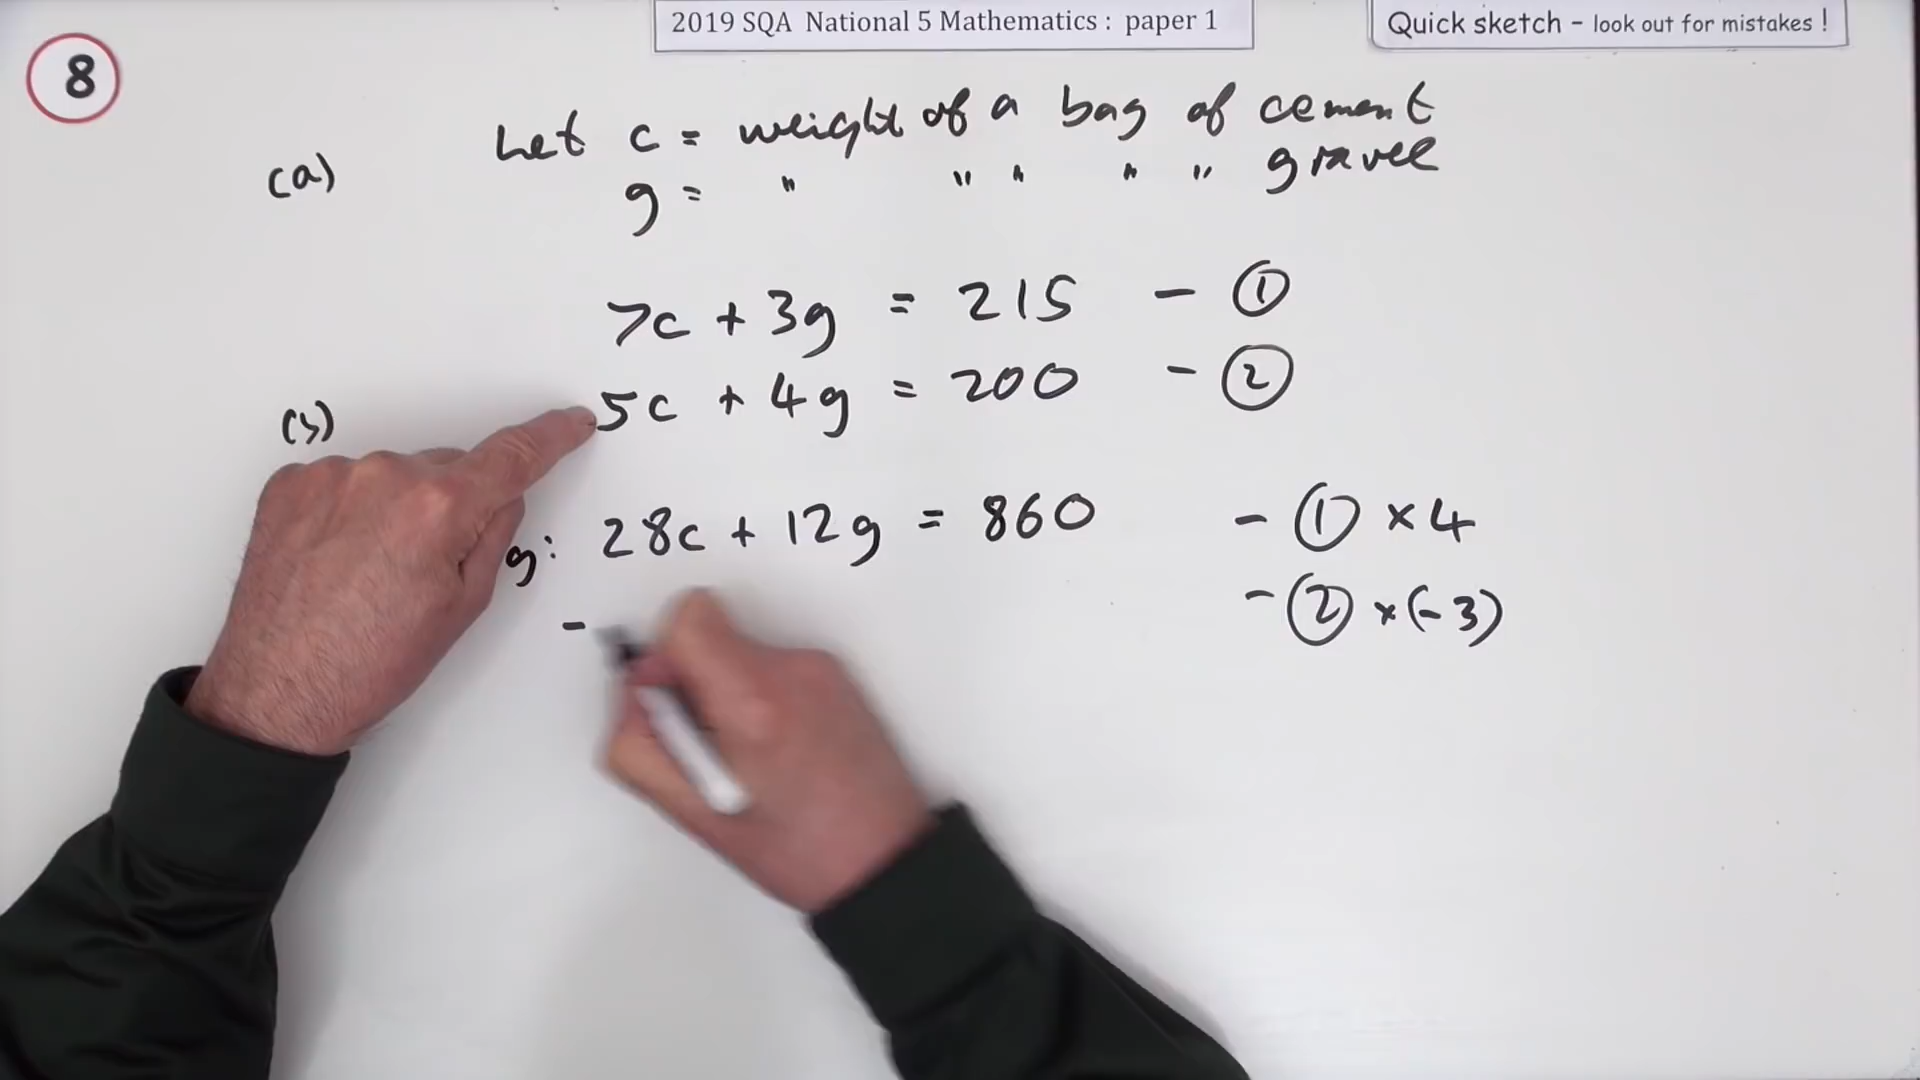 2019 SQA National 5 Mathematics : paper 1
Quick sketch - look out for mistakes !
8
(a)
Let c = weight of a bag of cement
g = " " " " " gravel
7c + 3g = 215 - ①
5c + 4g = 200 - ②
(b)
g: 28c + 12g = 860 - ① × 4
- - ② × (-3)